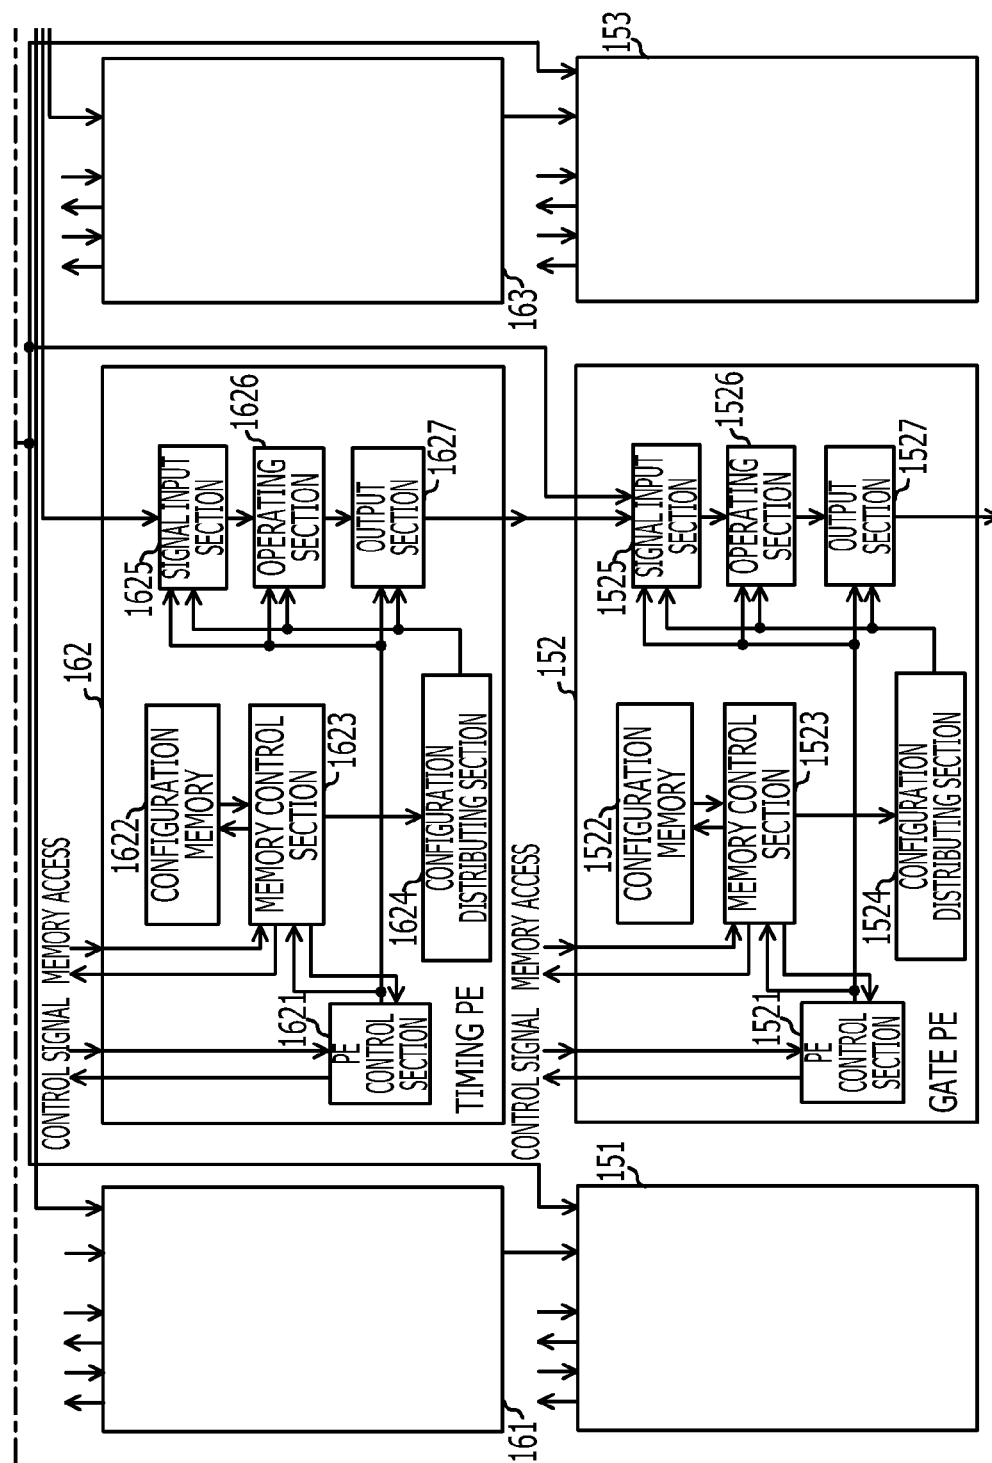 161
151
CONTROL SIGNAL
MEMORY ACCESS
162
1622
CONFIGURATION
MEMORY
MEMORY CONTROL
SECTION
1623
1621
PE
CONTROL
SECTION
1624
CONFIGURATION
DISTRIBUTING SECTION
1625
SIGNAL INPUT
SECTION
1626
OPERATING
SECTION
1627
OUTPUT
SECTION
TIMING PE
CONTROL SIGNAL
MEMORY ACCESS
152
1522
CONFIGURATION
MEMORY
MEMORY CONTROL
SECTION
1523
1521
PE
CONTROL
SECTION
1524
CONFIGURATION
DISTRIBUTING SECTION
1525
SIGNAL INPUT
SECTION
1526
OPERATING
SECTION
1527
OUTPUT
SECTION
GATE PE
163
153